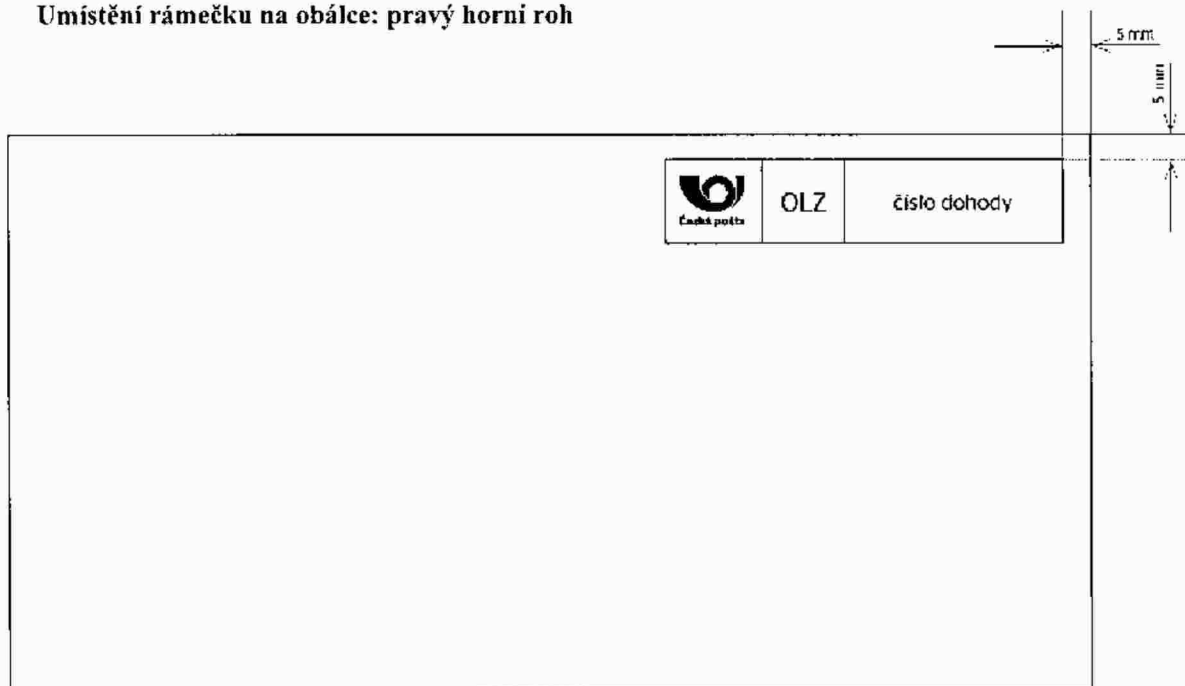 Umístění rámečku na obálce: pravý horní roh
5 mm
5 mm
Česká pošta
OLZ
číslo dohody